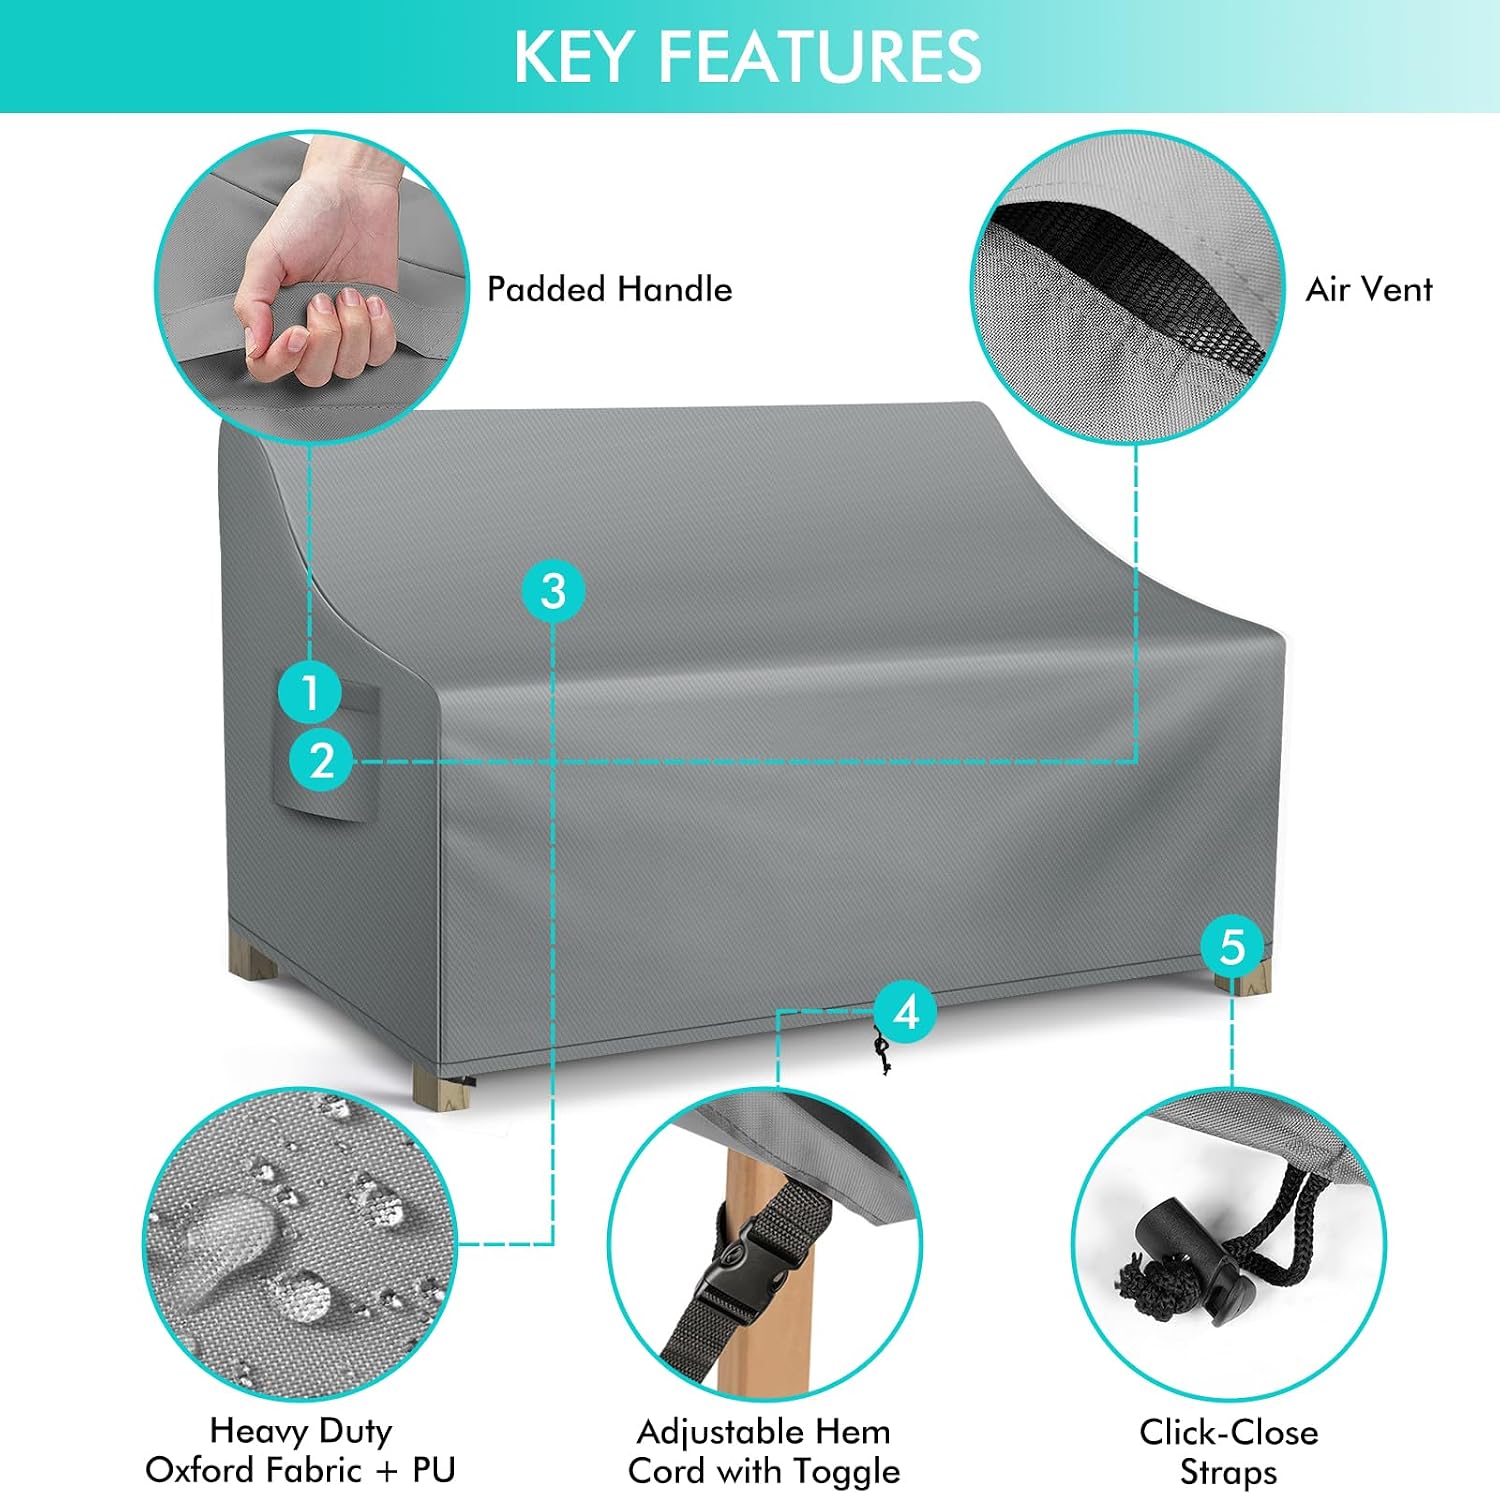 KEY FEATURES
Padded Handle
Air Vent
3
1
2
5
4
Heavy Duty
Oxford Fabric + PU
Adjustable Hem
Cord with Toggle
Click-Close
Straps